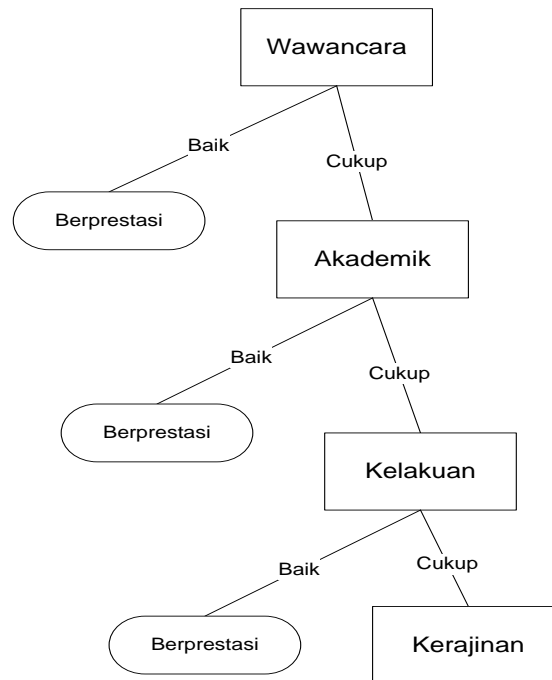 Wawancara
Baik
Cukup
Berprestasi
Akademik
Baik
Cukup
Berprestasi
Kelakuan
Baik
Cukup
Berprestasi
Kerajinan